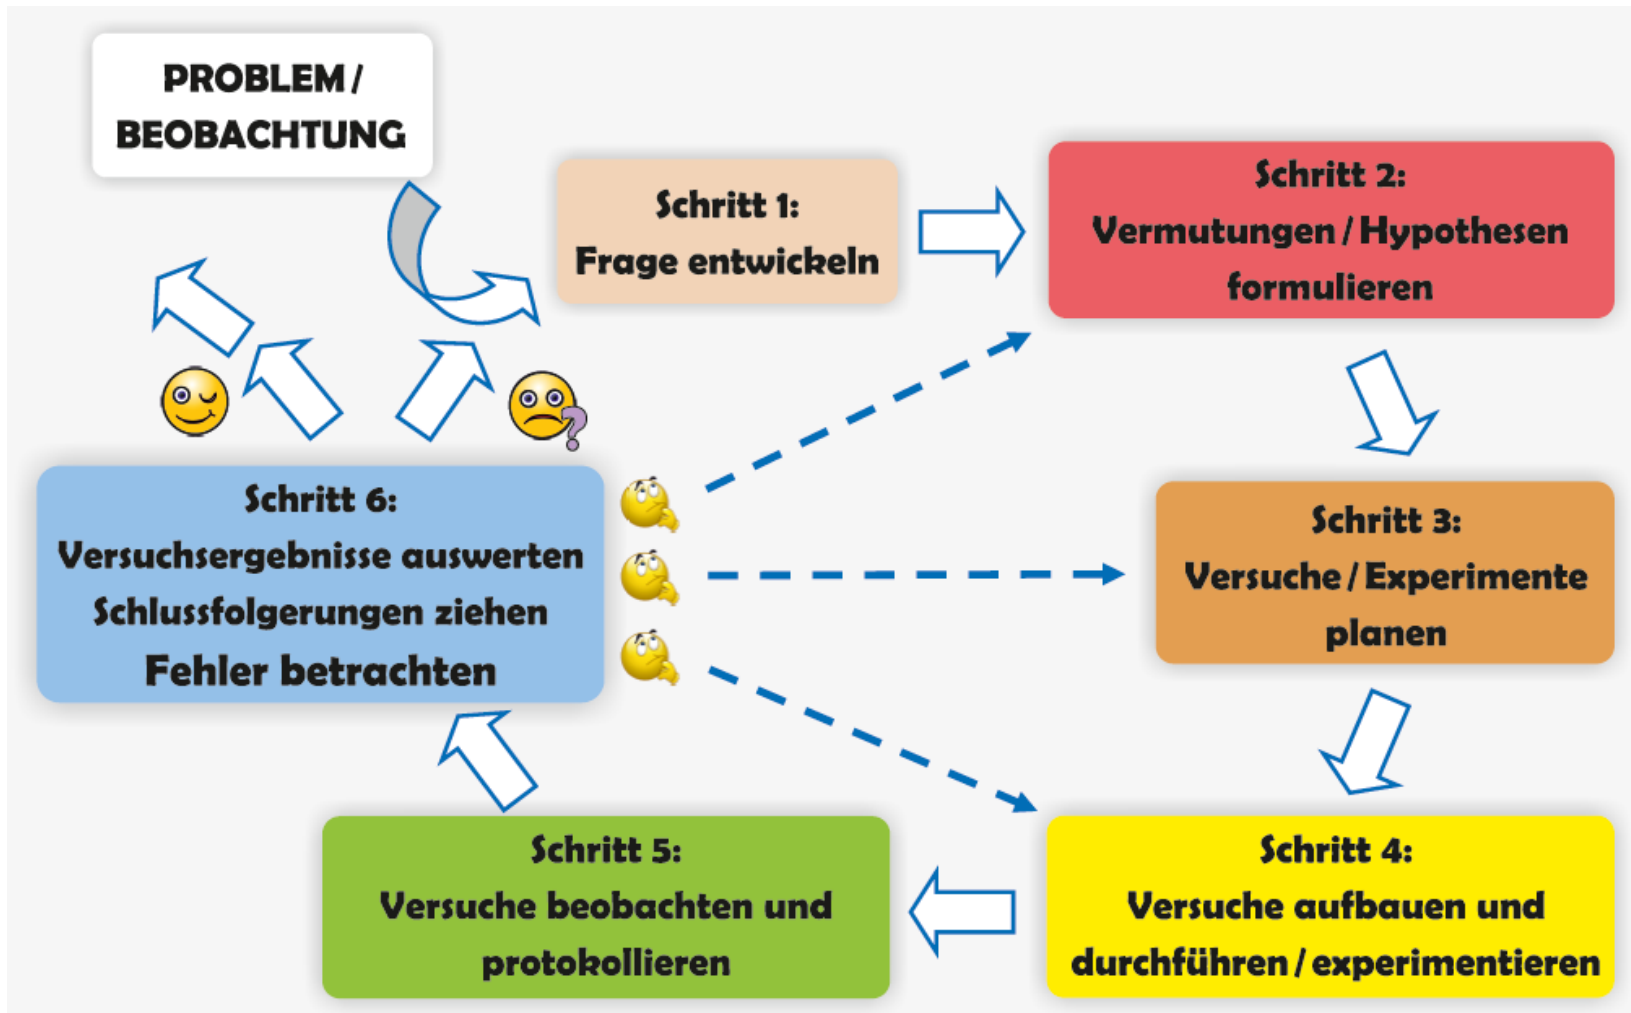 PROBLEM /
BEOBACHTUNG
Schritt 1:
Frage entwickeln
Schritt 2:
Vermutungen / Hypothesen
formulieren
Schritt 3:
Versuche / Experimente
planen
Schritt 4:
Versuche aufbauen und
durchführen / experimentieren
Schritt 5:
Versuche beobachten und
protokollieren
Schritt 6:
Versuchsergebnisse auswerten
Schlussfolgerungen ziehen
Fehler betrachten
?